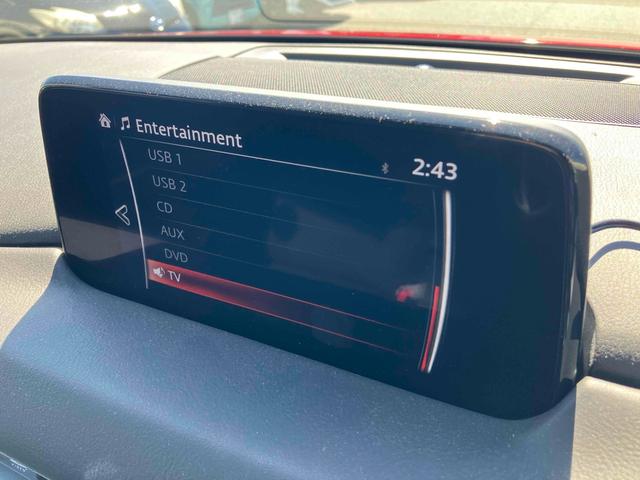 Entertainment
2:43
USB 1
USB 2
CD
AUX
DVD
TV